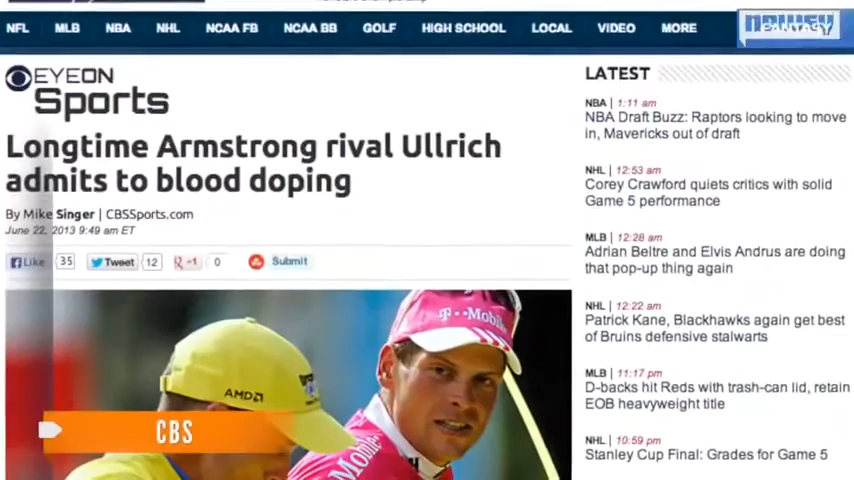 NFL MLB NBA NHL NCAA FB NCAA BB GOLF HIGH SCHOOL LOCAL VIDEO MORE FANTASY
newsy
EYEON
Sports
Longtime Armstrong rival Ullrich
admits to blood doping
By Mike Singer | CBSSports.com
June 22, 2013 9:49 am ET
Like 35 Tweet 12 +1 0 Submit
AMD
T··Mobile
Mobile
CBS
LATEST
NBA | 1:11 am
NBA Draft Buzz: Raptors looking to move
in, Mavericks out of draft
NHL | 12:53 am
Corey Crawford quiets critics with solid
Game 5 performance
MLB | 12:28 am
Adrian Beltre and Elvis Andrus are doing
that pop-up thing again
NHL | 12:22 am
Patrick Kane, Blackhawks again get best
of Bruins defensive stalwarts
MLB | 11:17 pm
D-backs hit Reds with trash-can lid, retain
EOB heavyweight title
NHL | 10:59 pm
Stanley Cup Final: Grades for Game 5